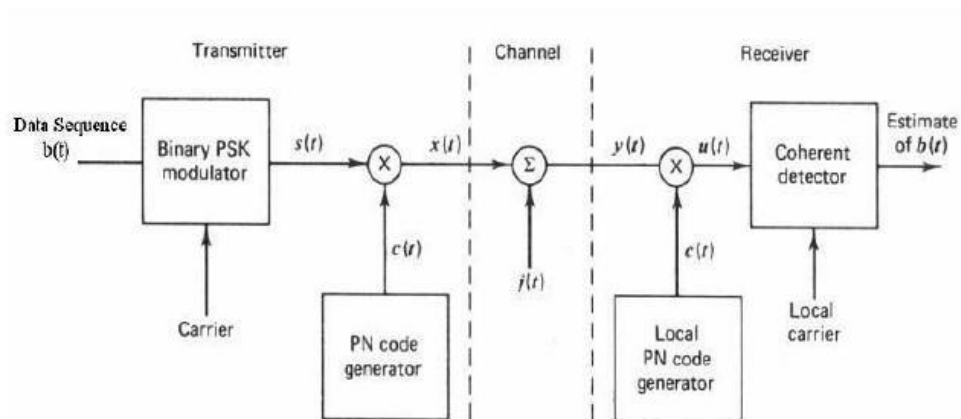 Transmitter
Channel
Receiver
Data Sequence
b(t)
Binary PSK
modulator
s(t)
X
x(t)
Σ
y(t)
X
u(t)
Coherent
detector
Estimate
of b(t)
c(t)
j(t)
c(t)
Carrier
PN code
generator
Local
PN code
generator
Local
carrier